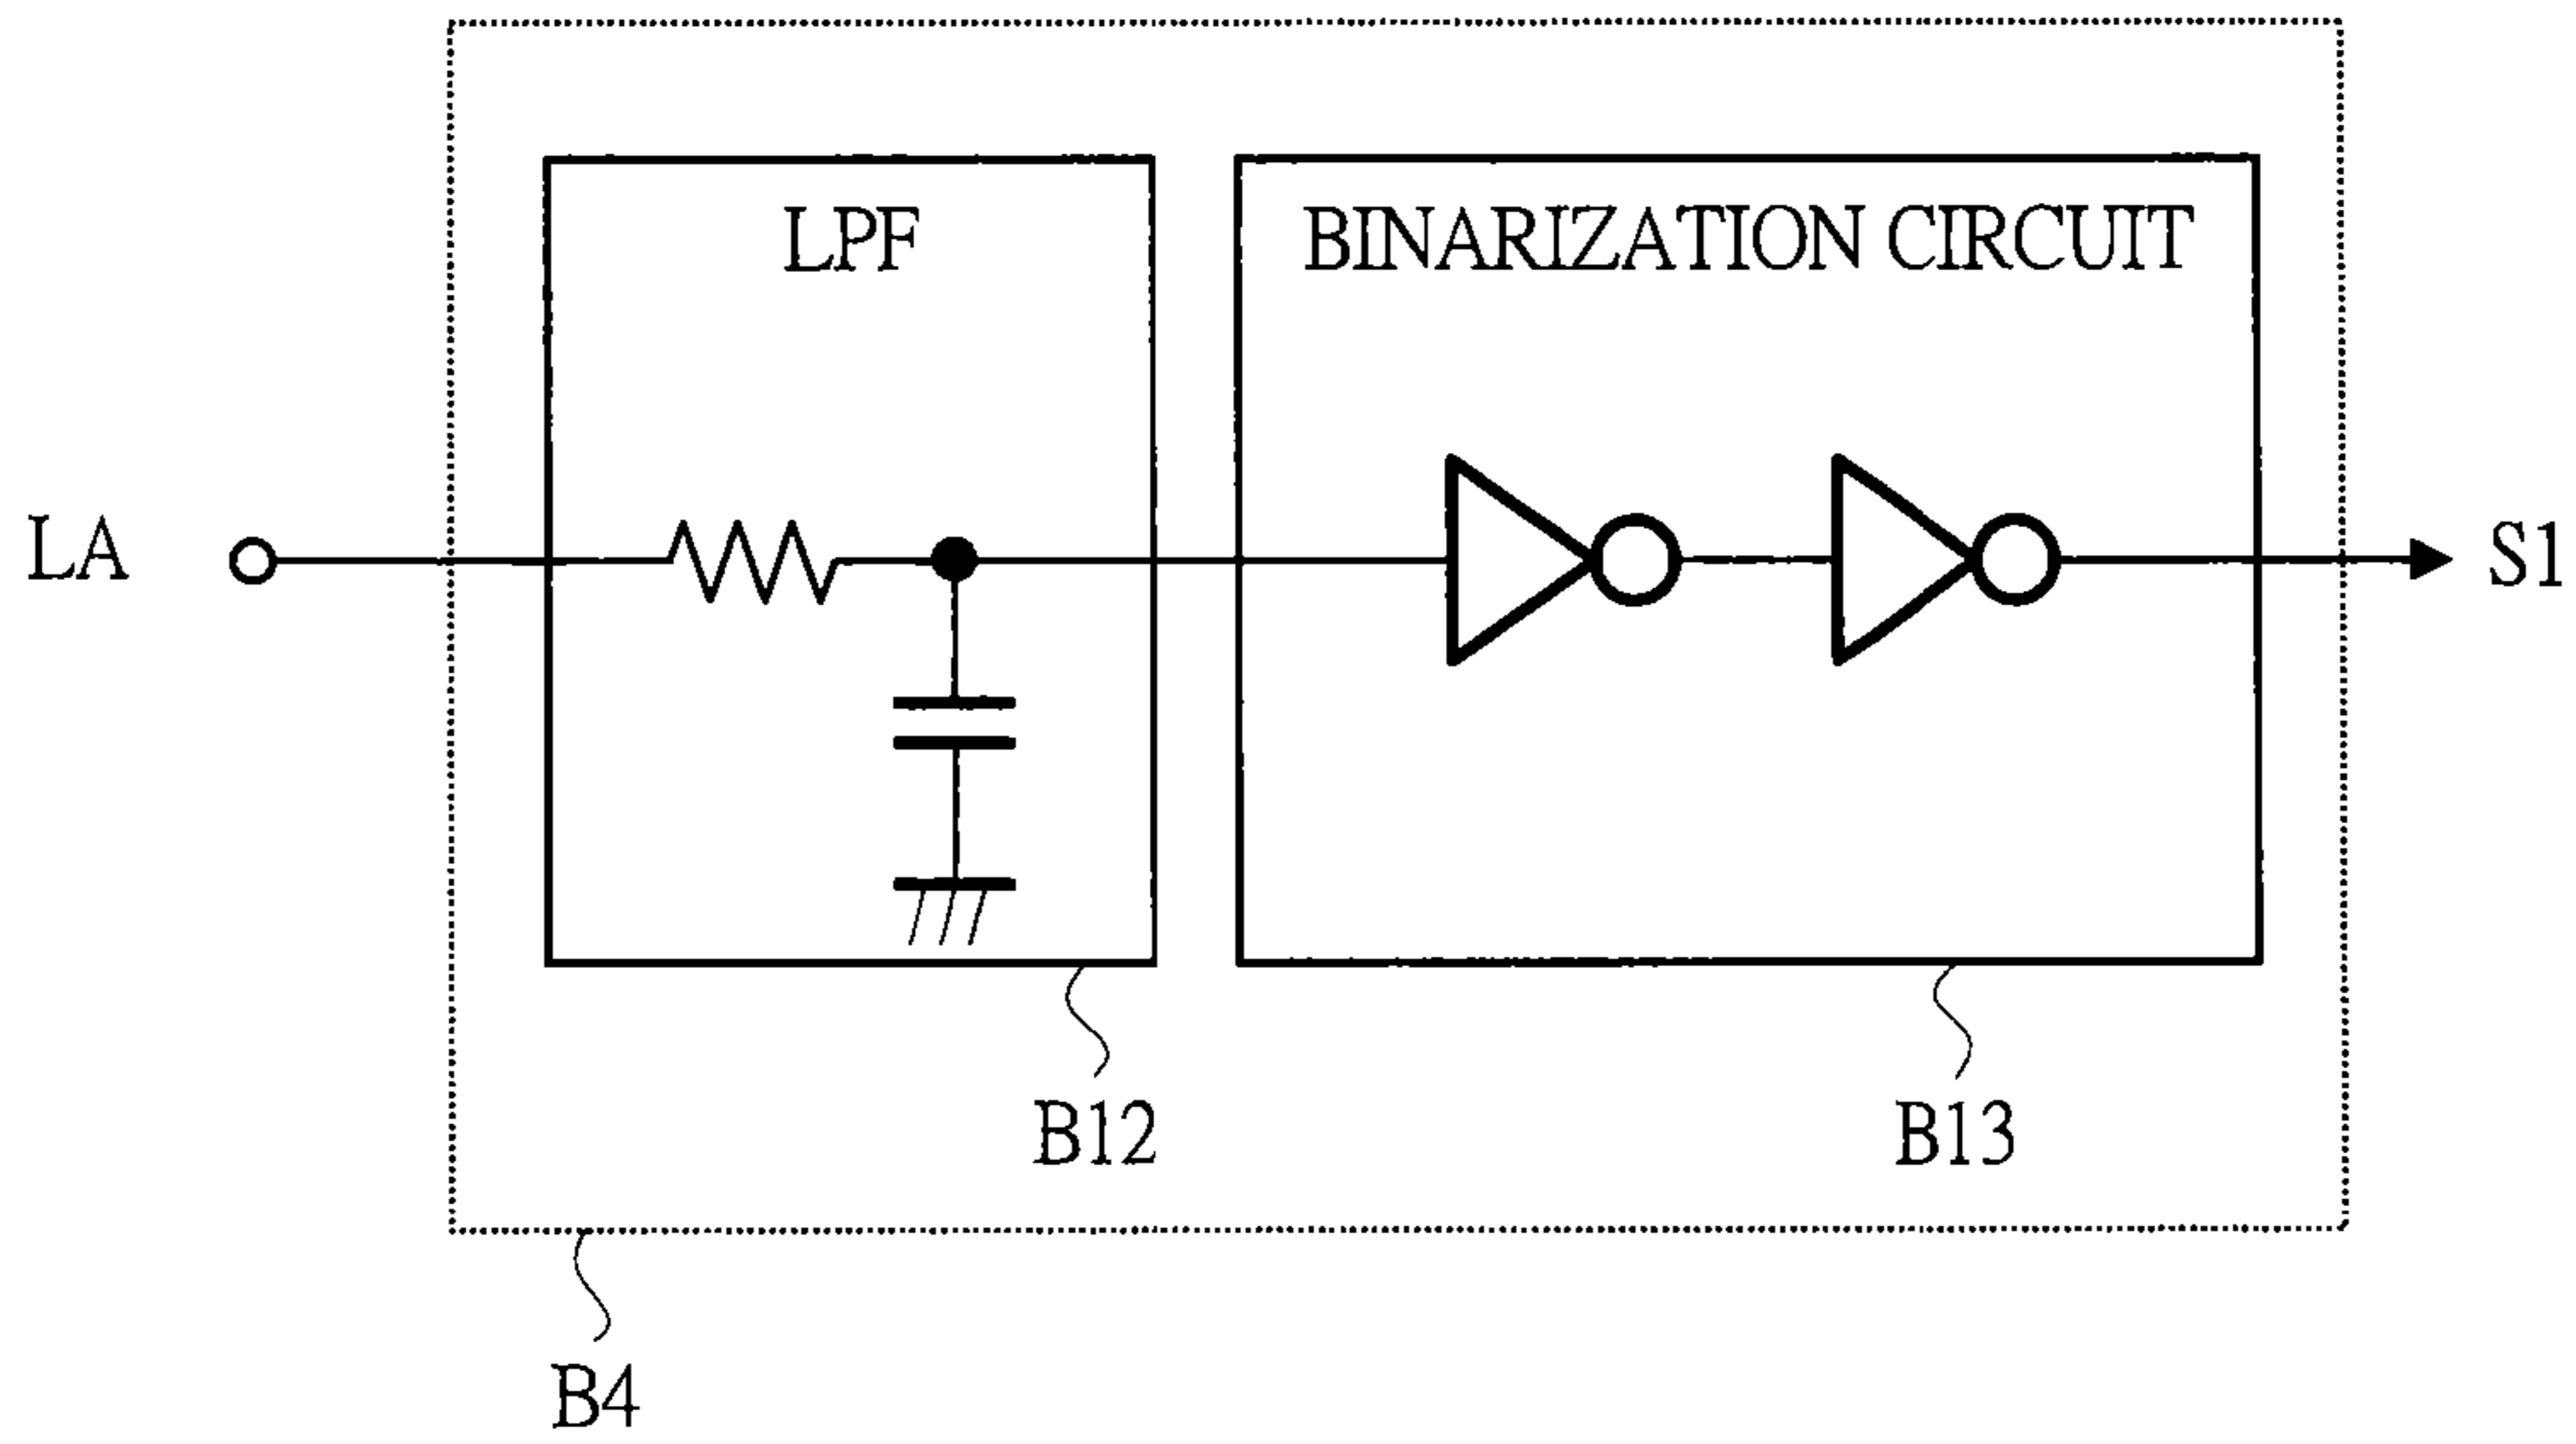 LPF
BINARIZATION CIRCUIT
LA
S1
B12
B13
B4